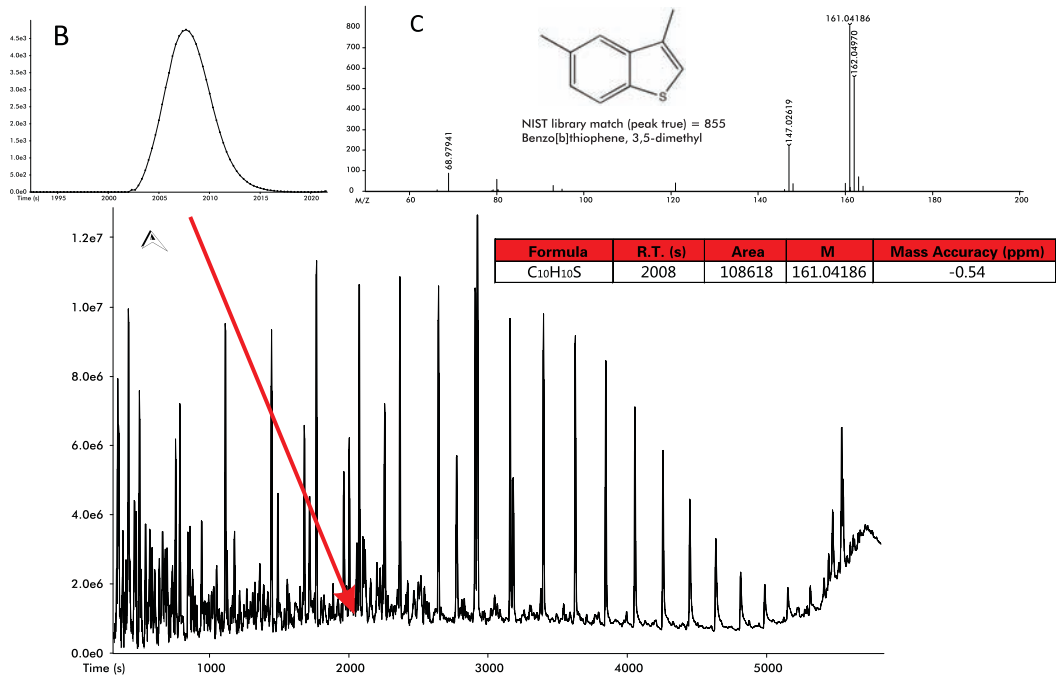 B
4.5e3
4.0e3
3.5e3
3.0e3
2.5e3
2.0e3
1.5e3
1.0e3
5.0e2
0.0e0
Time (s) 1995 2000 2005 2010 2015 2020
C
800
700
600
500
400
300
200
100
0
M/Z 60 80 100 120 140 160 180 200
68.97941
147.02619
161.04186
162.04970
S
NIST library match (peak true) = 855
Benzo[b]thiophene, 3,5-dimethyl
A
Formula R.T. (s) Area M Mass Accuracy (ppm)
C10H10S 2008 108618 161.04186 -0.54
1.2e7
1.0e7
8.0e6
6.0e6
4.0e6
2.0e6
0.0e0
Time (s) 1000 2000 3000 4000 5000